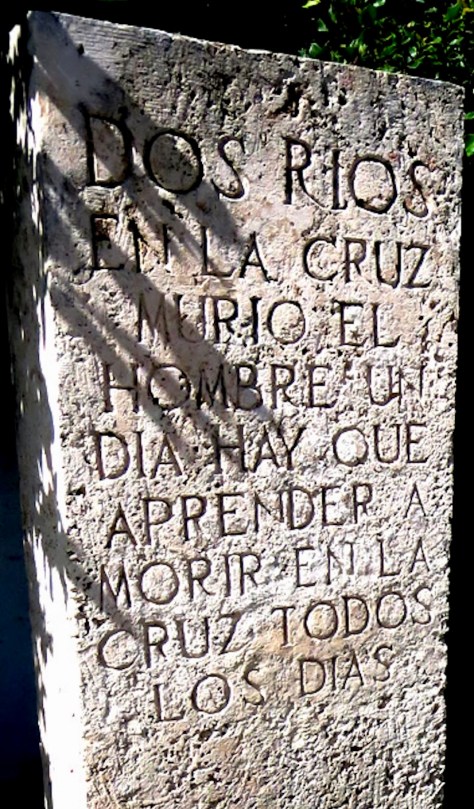 DOS RIOS
EN LA CRUZ
MURIO EL
HOMBRE UN
DIA HAY QUE
APRENDER A
MORIR EN LA
CRUZ TODOS
LOS DIAS